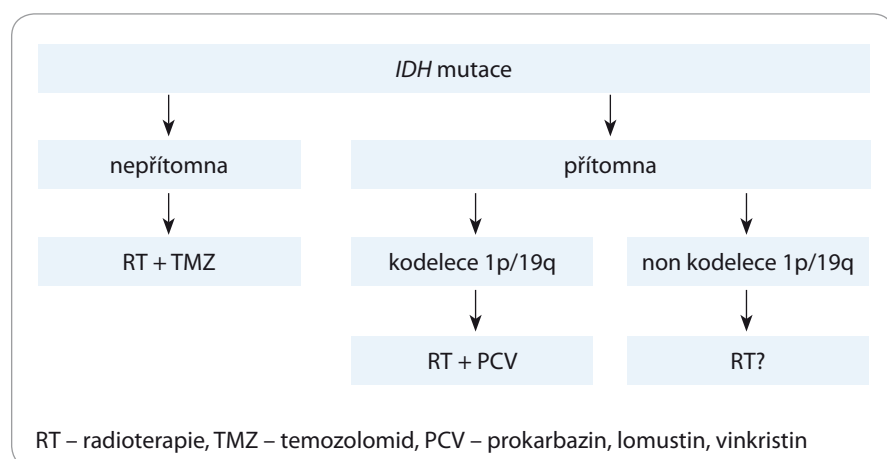 IDH mutace
nepřítomna
přítomna
RT + TMZ
kodelece 1p/19q
non kodelece 1p/19q
RT + PCV
RT?
RT – radioterapie, TMZ – temozolomid, PCV – prokarbazin, lomustin, vinkristin